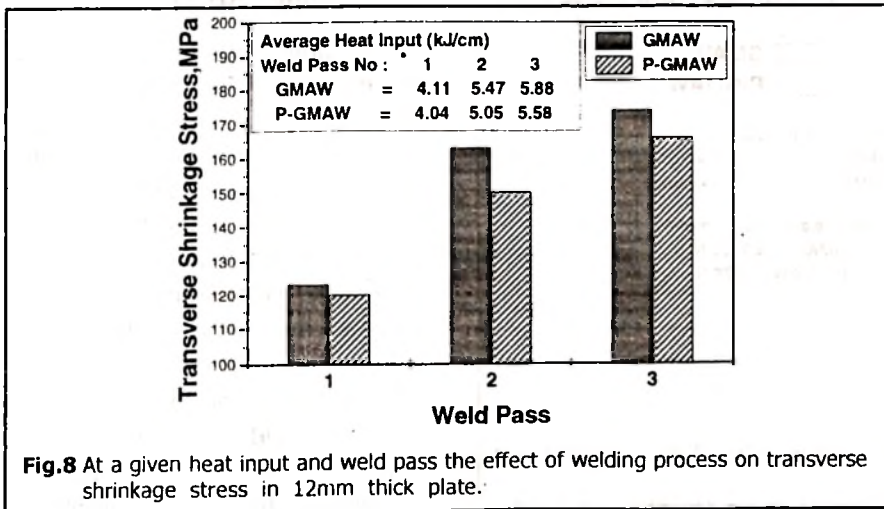 Transverse Shrinkage Stress,MPa
200
190
180
170
160
150
140
130
120
110
100
Average Heat Input (kJ/cm)
Weld Pass No : 1 2 3
GMAW = 4.11 5.47 5.88
P-GMAW = 4.04 5.05 5.58
GMAW
P-GMAW
1 2 3
Weld Pass
Fig.8 At a given heat input and weld pass the effect of welding process on transverse
shrinkage stress in 12mm thick plate.